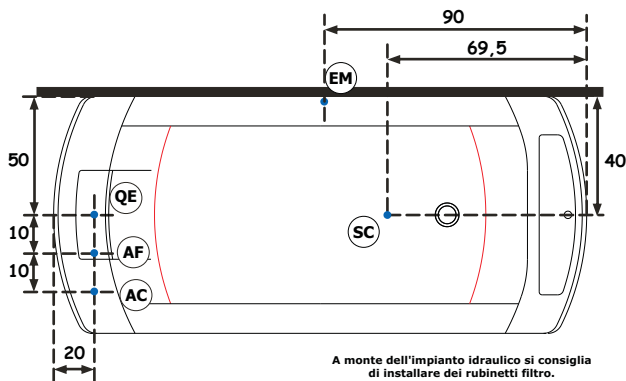 90
69,5
EM
50
40
QE
SC
10
AF
10
AC
20
A monte dell'impianto idraulico si consiglia
di installare dei rubinetti filtro.